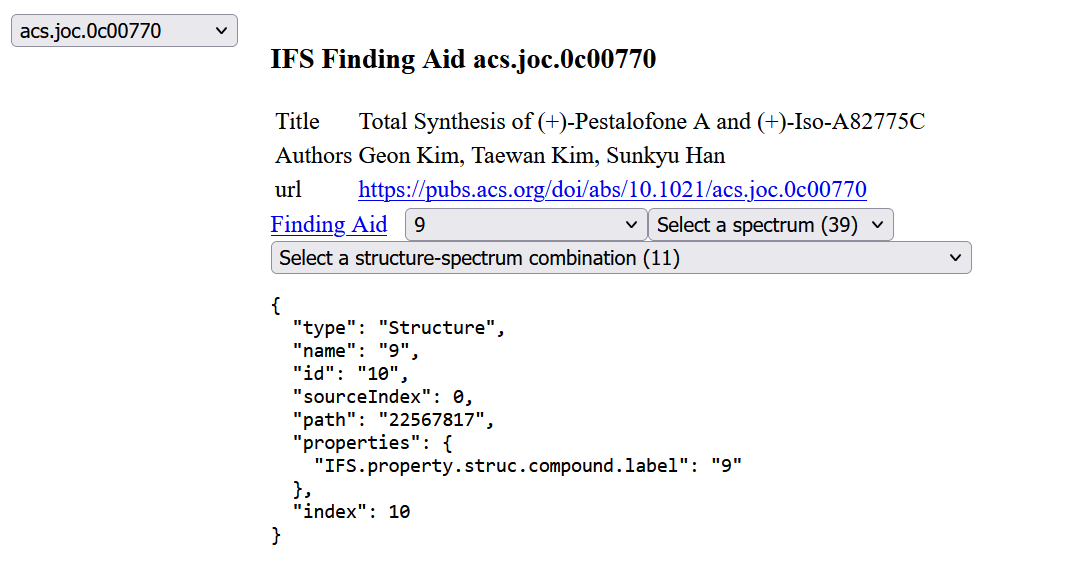 acs.joc.0c00770
IFS Finding Aid acs.joc.0c00770
Title Total Synthesis of (+)-Pestalofone A and (+)-Iso-A82775C
Authors Geon Kim, Taewan Kim, Sunkyu Han
url https://pubs.acs.org/doi/abs/10.1021/acs.joc.0c00770
Finding Aid 9 Select a spectrum (39)
Select a structure-spectrum combination (11)
{
  "type": "Structure",
  "name": "9",
  "id": "10",
  "sourceIndex": 0,
  "path": "22567817",
  "properties": {
    "IFS.property.struc.compound.label": "9"
  },
  "index": 10
}